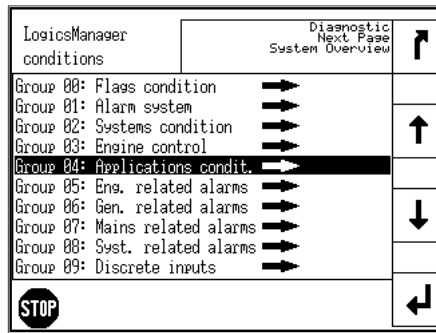 LogicsManager
conditions
Diagnostic
Next Page
System Overview
Group 00: Flags condition
Group 01: Alarm system
Group 02: Systems condition
Group 03: Engine control
Group 04: Applications condit.
Group 05: Eng. related alarms
Group 06: Gen. related alarms
Group 07: Mains related alarms
Group 08: Syst. related alarms
Group 09: Discrete inputs
STOP